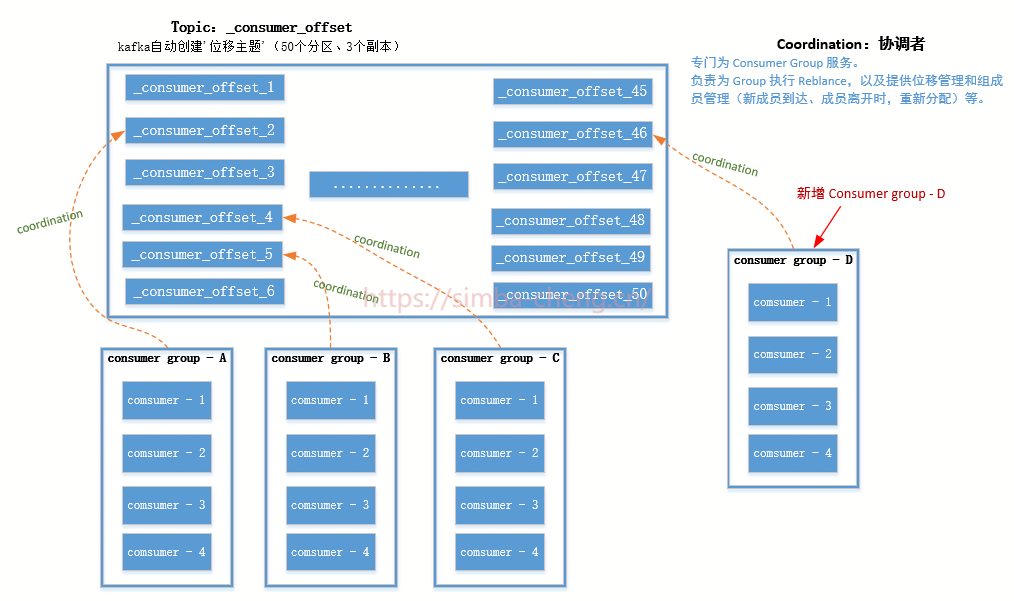 Topic: _consumer_offset
kafka自动创建'位移主题'（50个分区、3个副本）
Coordination：协调者
专门为 Consumer Group 服务。
负责为 Group 执行 Reblance，以及提供位移管理和组成
员管理（新成员到达、成员离开时，重新分配）等。
_consumer_offset_1
_consumer_offset_2
_consumer_offset_3
_consumer_offset_4
_consumer_offset_5
_consumer_offset_6
..............
_consumer_offset_45
_consumer_offset_46
_consumer_offset_47
_consumer_offset_48
_consumer_offset_49
_consumer_offset_50
coordination
coordination
coordination
coordination
https://simba-cheng.cn/
新增 Consumer group - D
consumer group - A
comsumer - 1
comsumer - 2
comsumer - 3
comsumer - 4
consumer group - B
comsumer - 1
comsumer - 2
comsumer - 3
comsumer - 4
consumer group - C
comsumer - 1
comsumer - 2
comsumer - 3
comsumer - 4
consumer group - D
comsumer - 1
comsumer - 2
comsumer - 3
comsumer - 4